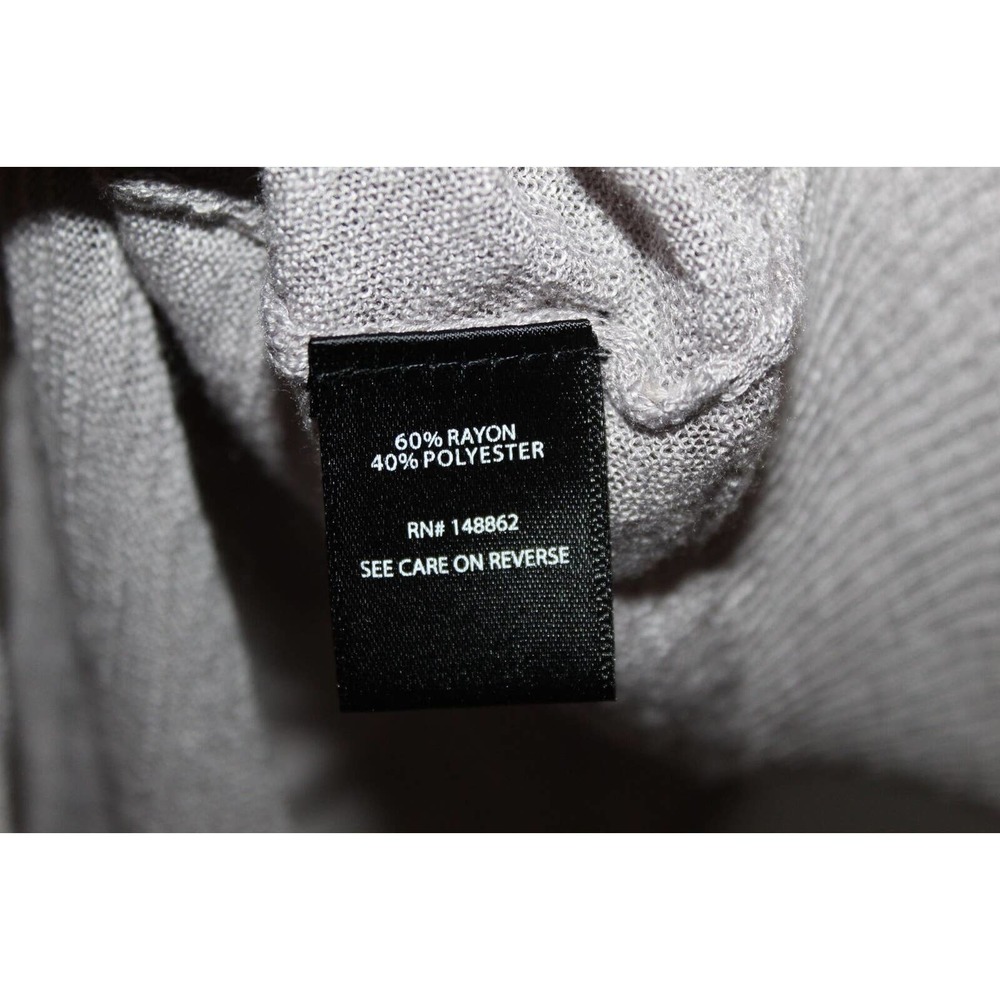 60% RAYON
40% POLYESTER
RN# 148862
SEE CARE ON REVERSE